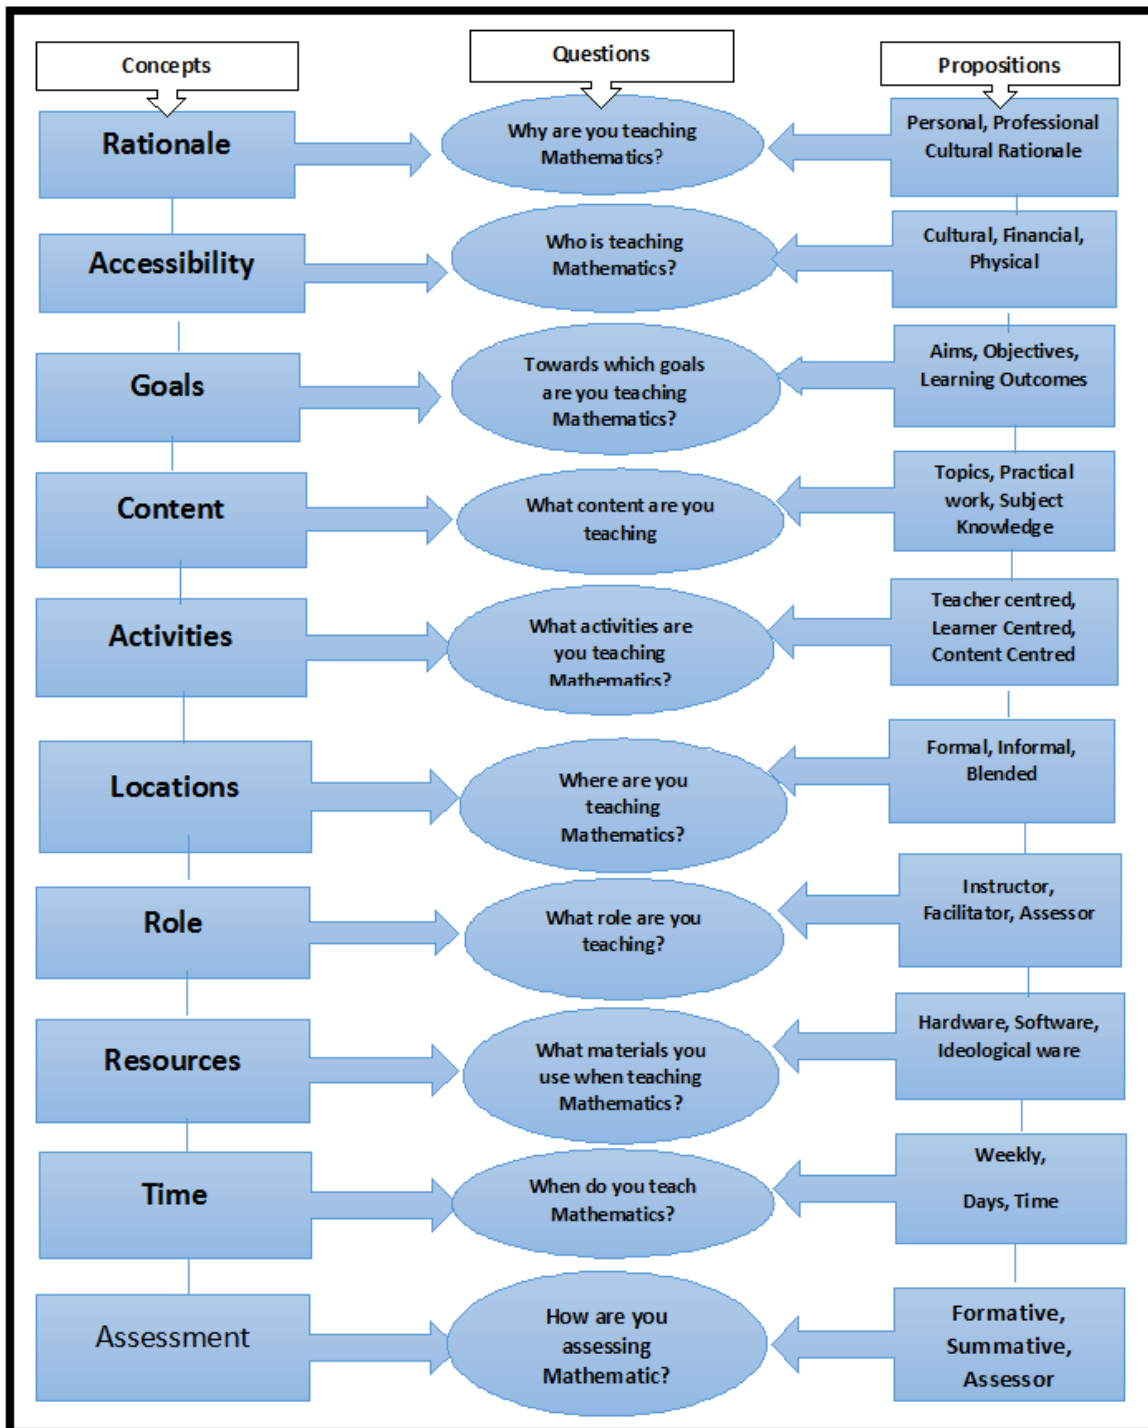 Concepts
Questions
Propositions
Rationale
Why are you teaching
Mathematics?
Personal, Professional
Cultural Rationale
Accessibility
Who is teaching
Mathematics?
Cultural, Financial,
Physical
Goals
Towards which goals
are you teaching
Mathematics?
Aims, Objectives,
Learning Outcomes
Content
What content are you
teaching
Topics, Practical
work, Subject
Knowledge
Activities
What activities are
you teaching
Mathematics?
Teacher centred,
Learner Centred,
Content Centred
Locations
Where are you
teaching
Mathematics?
Formal, Informal,
Blended
Role
What role are you
teaching?
Instructor,
Facilitator, Assessor
Resources
What materials you
use when teaching
Mathematics?
Hardware, Software,
Ideological ware
Time
When do you teach
Mathematics?
Weekly,
Days, Time
Assessment
How are you
assessing
Mathematic?
Formative,
Summative,
Assessor